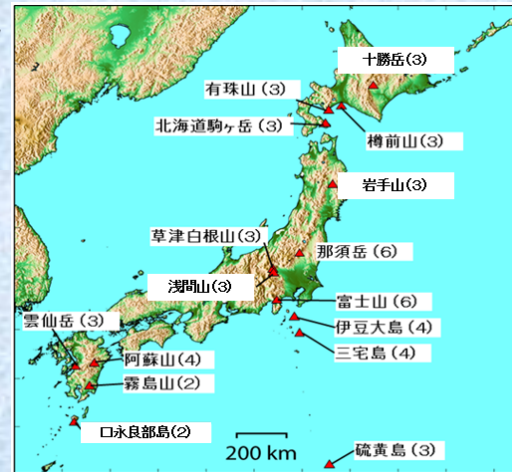 十勝岳(3)
有珠山(3)
北海道駒ヶ岳(3)
樽前山(3)
岩手山(3)
草津白根山(3)
那須岳(6)
浅間山(3)
富士山(6)
雲仙岳(3)
伊豆大島(4)
阿蘇山(4)
三宅島(4)
霧島山(2)
口永良部島(2)
200 km
硫黄島(3)